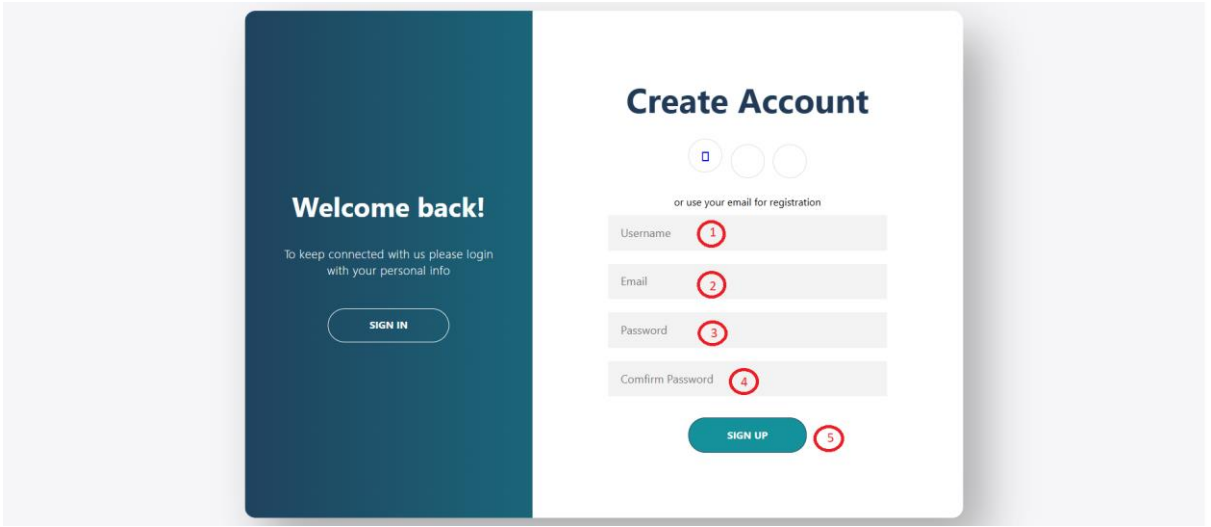 Welcome back!
To keep connected with us please login
with your personal info
SIGN IN
Create Account
or use your email for registration
Username 1
Email 2
Password 3
Comfirm Password 4
SIGN UP 5